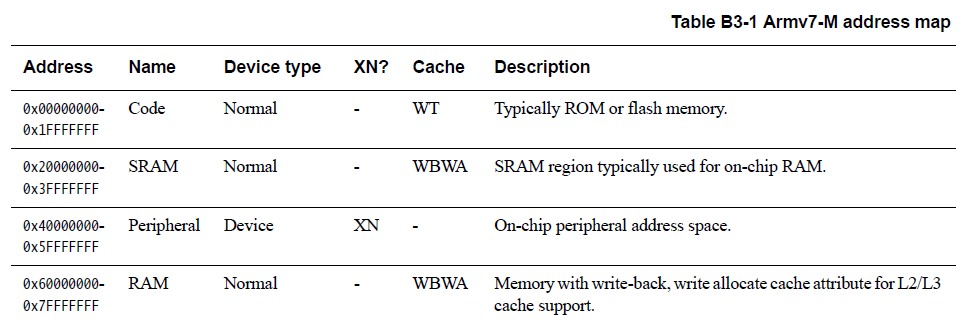 Table B3-1 Armv7-M address map
Address Name Device type XN? Cache Description
0x00000000- Code Normal - WT Typically ROM or flash memory.
0x1FFFFFFF
0x20000000- SRAM Normal - WBWA SRAM region typically used for on-chip RAM.
0x3FFFFFFF
0x40000000- Peripheral Device XN - On-chip peripheral address space.
0x5FFFFFFF
0x60000000- RAM Normal - WBWA Memory with write-back, write allocate cache attribute for L2/L3
0x7FFFFFFF cache support.